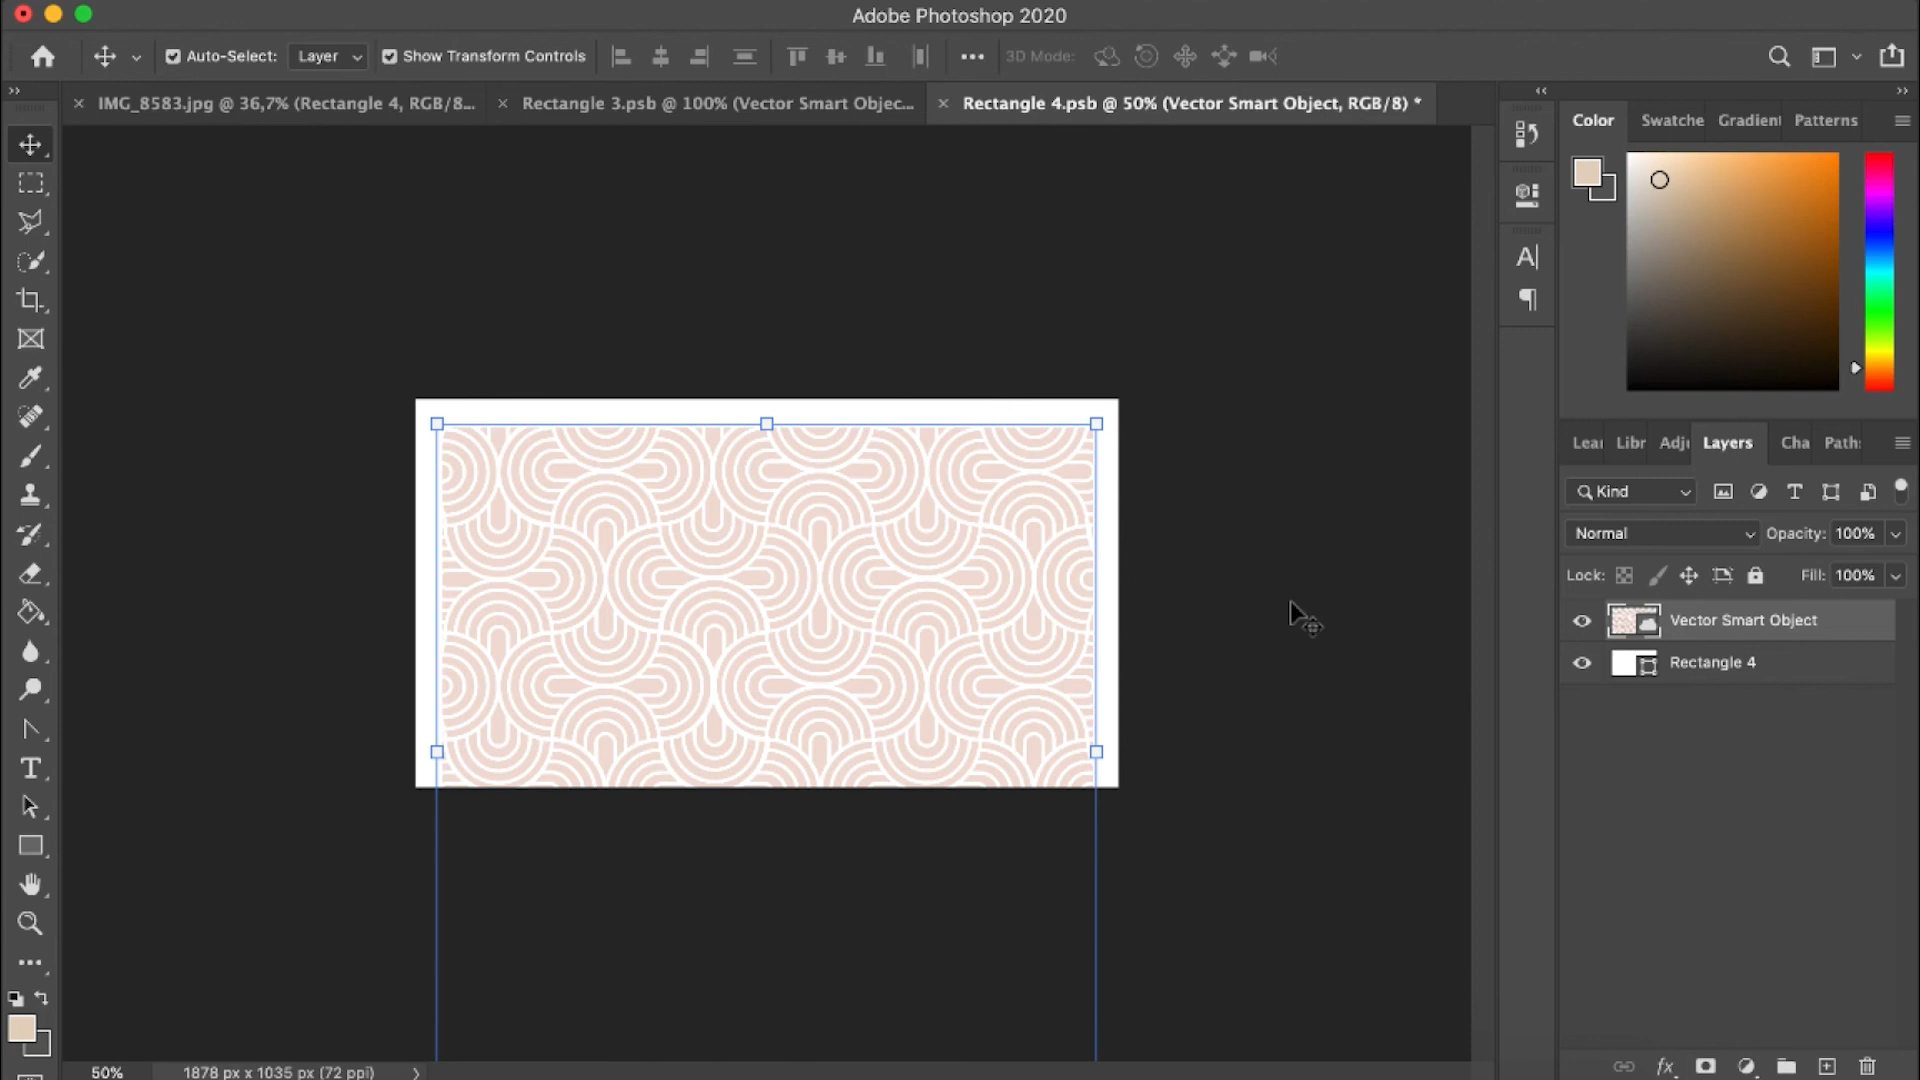 Adobe Photoshop 2020
Auto-Select: Layer Show Transform Controls 3D Mode:
IMG_8583.jpg @ 36,7% (Rectangle 4, RGB/8... Rectangle 3.psb @ 100% (Vector Smart Objec... Rectangle 4.psb @ 50% (Vector Smart Object, RGB/8) *
Color Swatche Gradient Patterns
Lear Libr Adj Layers Cha Path:
Kind
Normal Opacity: 100%
Lock: Fill: 100%
Vector Smart Object
Rectangle 4
50% 1878 px x 1035 px (72 ppi)